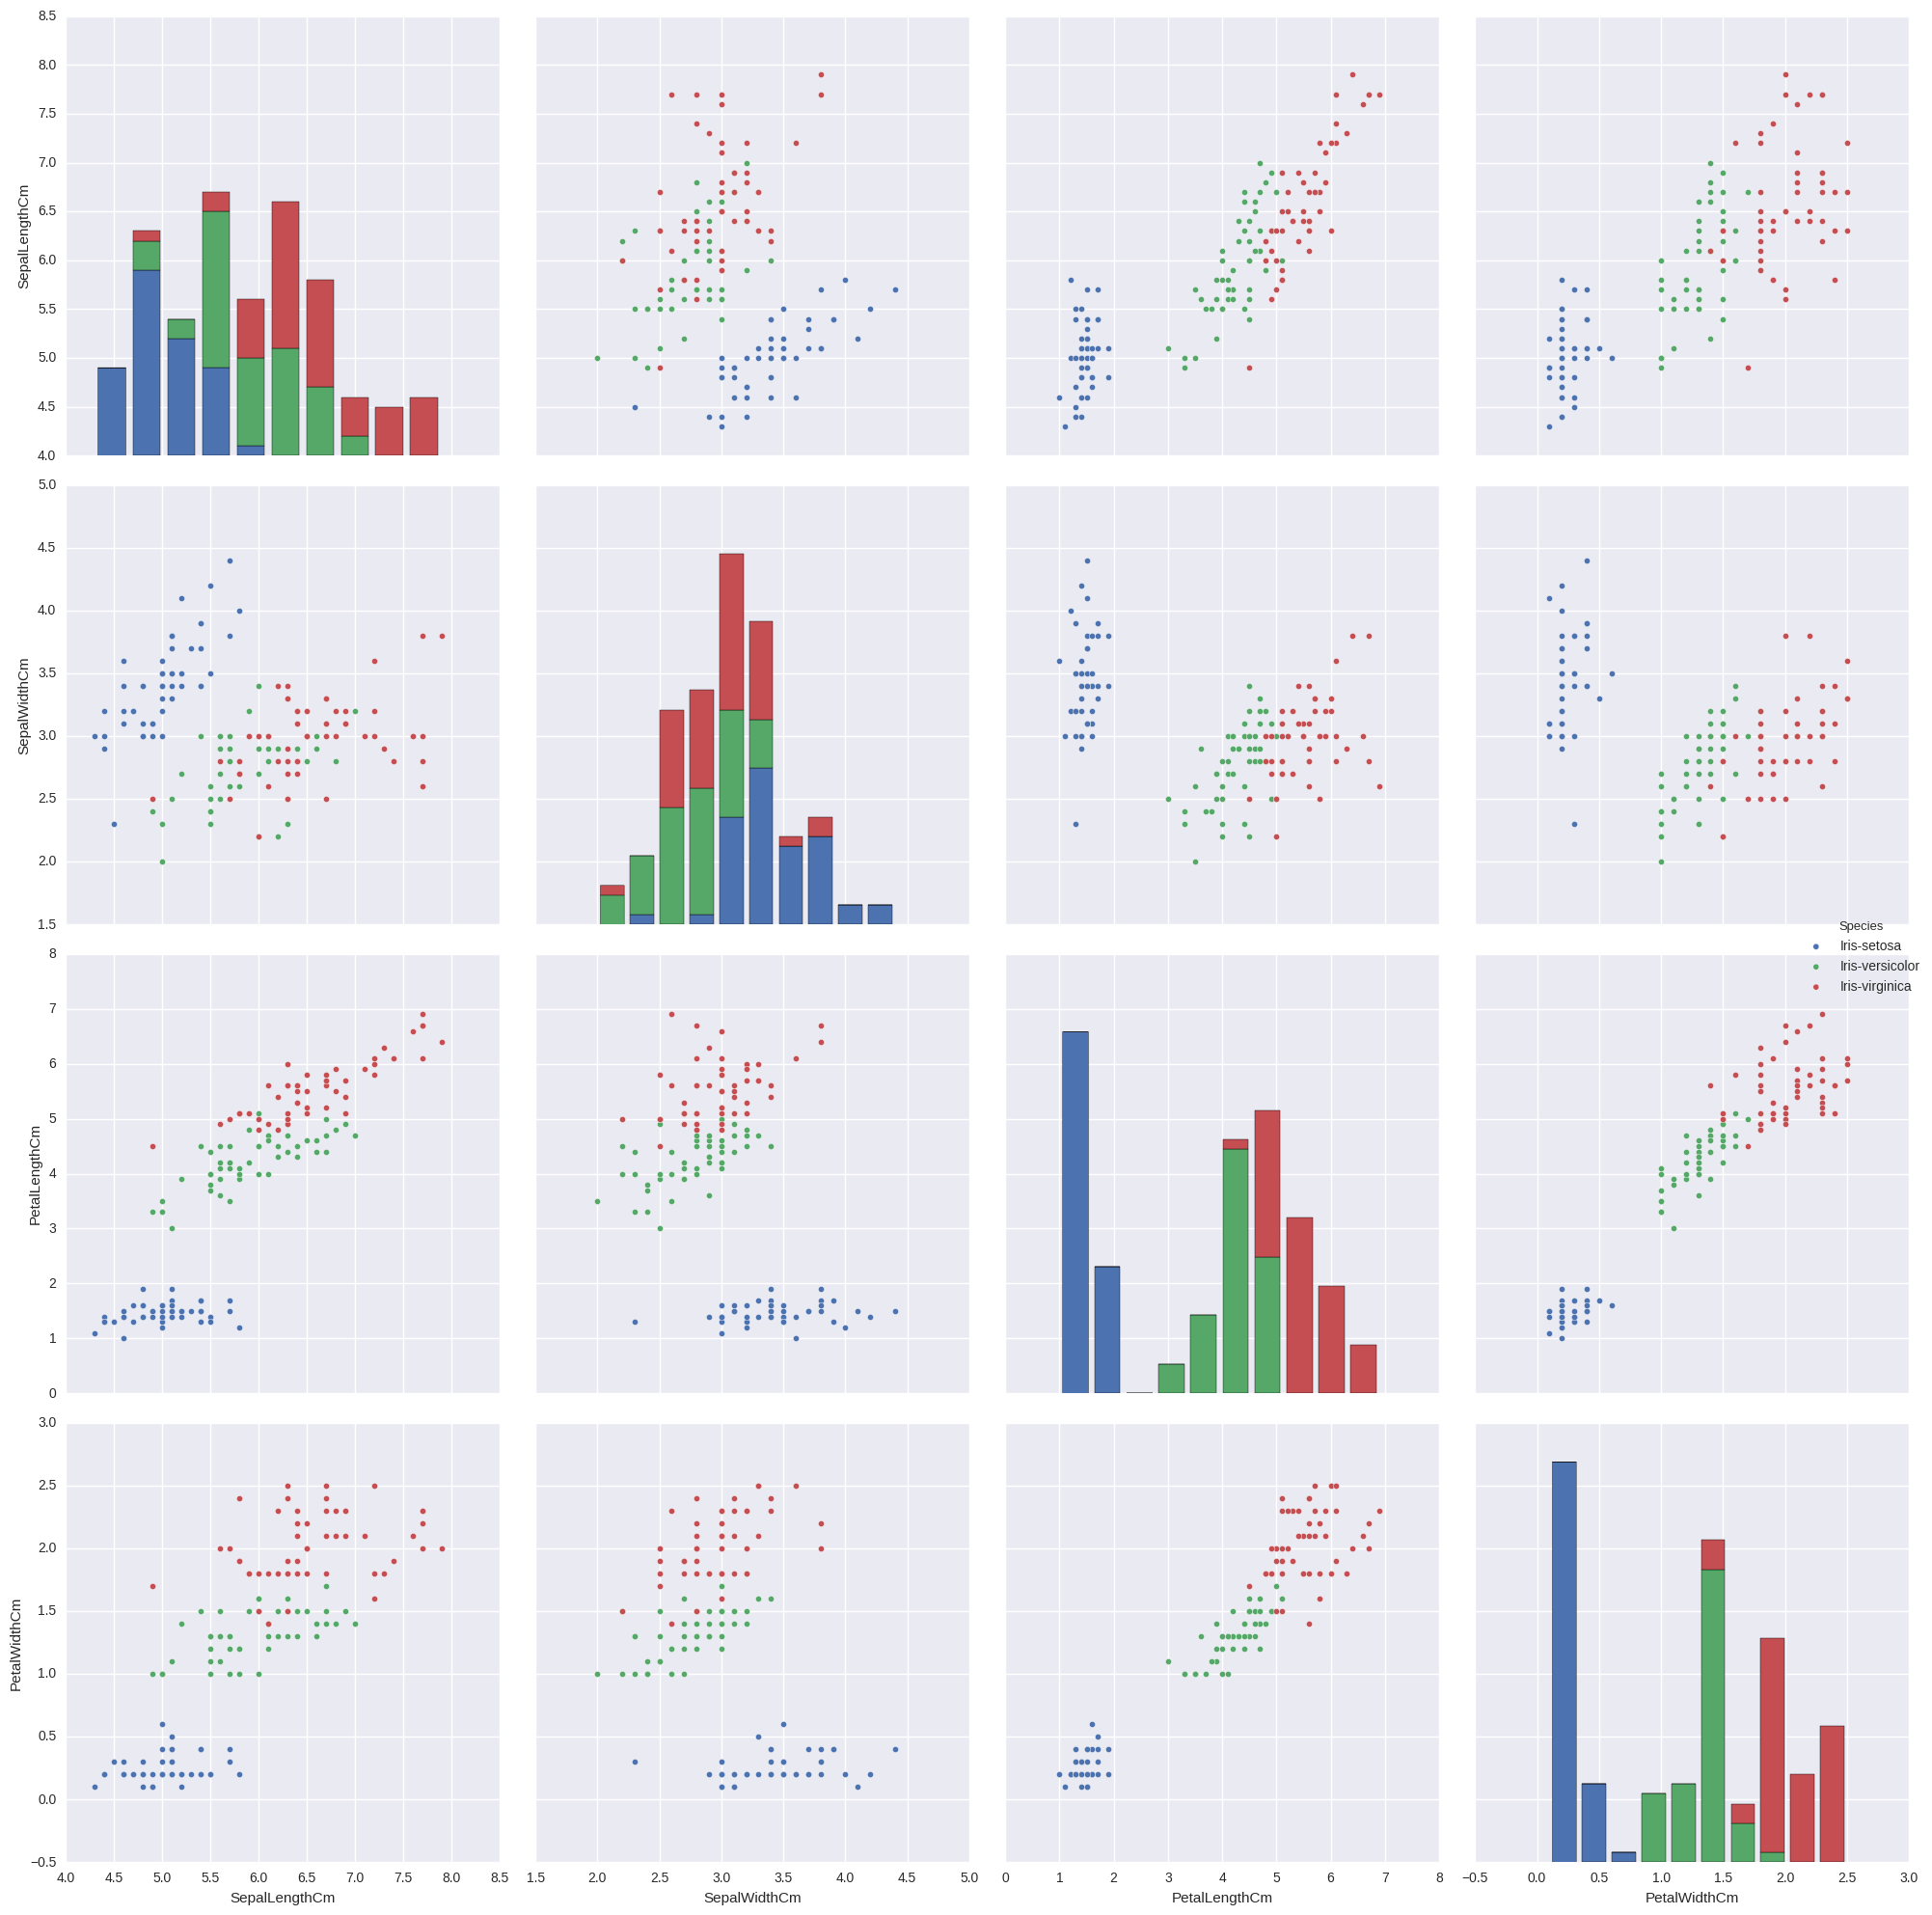 8.5
8.0
7.5
7.0
6.5
6.0
5.5
5.0
4.5
4.0
SepalLengthCm
5.0
4.5
4.0
3.5
3.0
2.5
2.0
1.5
SepalWidthCm
Species
Iris-setosa
Iris-versicolor
Iris-virginica
8
7
6
5
4
3
2
1
0
PetalLengthCm
3.0
2.5
2.0
1.5
1.0
0.5
0.0
−0.5
PetalWidthCm
4.0 4.5 5.0 5.5 6.0 6.5 7.0 7.5 8.0 8.5
SepalLengthCm
1.5 2.0 2.5 3.0 3.5 4.0 4.5 5.0
SepalWidthCm
0 1 2 3 4 5 6 7 8
PetalLengthCm
−0.5 0.0 0.5 1.0 1.5 2.0 2.5 3.0
PetalWidthCm